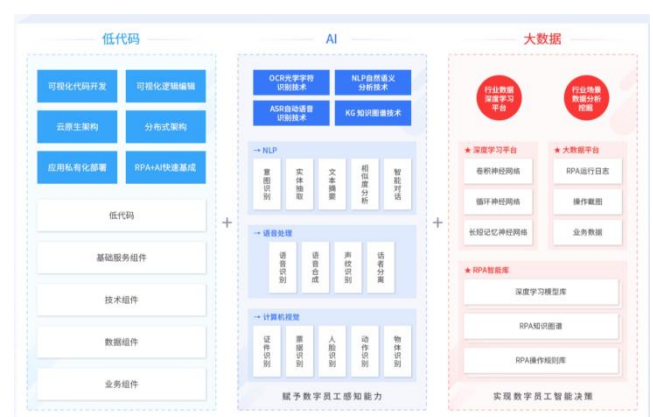 低代码
可视化代码开发
可视化逻辑编辑
云原生架构
分布式架构
应用私有化部署
RPA+AI快速基成
低代码
基础服务组件
技术组件
数据组件
业务组件
+
AI
OCR光学字符
识别技术
NLP自然语义
分析技术
ASR自动语音
识别技术
KG 知识图谱技术
→ NLP
意图识别
实体抽取
文本摘要
相似度分析
智能对话
→ 语音处理
语音识别
语音合成
声纹识别
话者分离
→ 计算机视觉
证件识别
票据识别
人脸识别
动作识别
物体识别
赋予数字员工感知能力
+
大数据
行业数据
深度学习
平台
行业场景
数据分析
挖掘
★ 深度学习平台
卷积神经网络
循环神经网络
长短记忆神经网络
★ 大数据平台
RPA运行日志
操作截图
业务数据
★ RPA智能库
深度学习模型库
RPA知识图谱
RPA操作规则库
实现数字员工智能决策